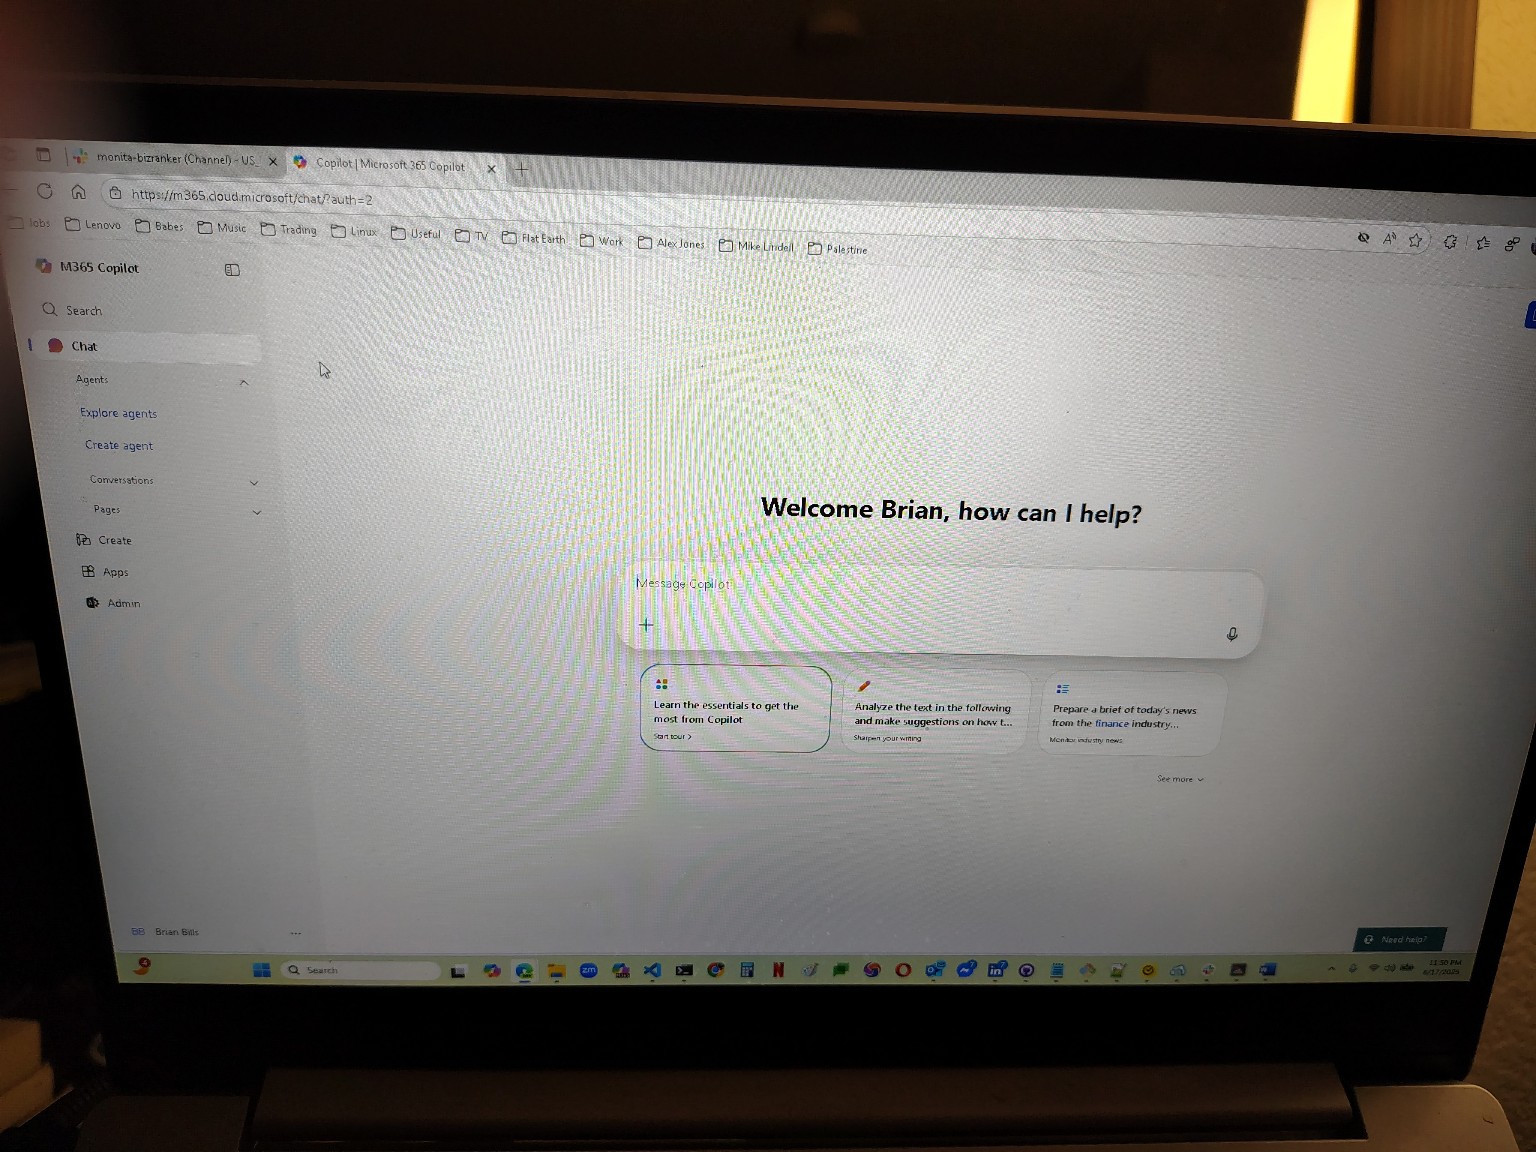 monita-bizranker (Channel) - US_
Copilot | Microsoft 365 Copilot
https://m365.cloud.microsoft/chat/?auth=2
Jobs
Lenovo
Babes
Music
Trading
Linux
Useful
TV
Flat Earth
Work
Alex Jones
Mike Lindell
Palestine
M365 Copilot
Search
Chat
Agents
Explore agents
Create agent
Conversations
Pages
Create
Apps
Admin
Welcome Brian, how can I help?
Message Copilot
Learn the essentials to get the
most from Copilot
Start tour >
Analyze the text in the following
and make suggestions on how t...
Sharpen your writing
Prepare a brief of today's news
from the finance industry...
Monitor industry news
See more
BB Brian Bills
...
Need help?
4
Search
zm
11:50 PM